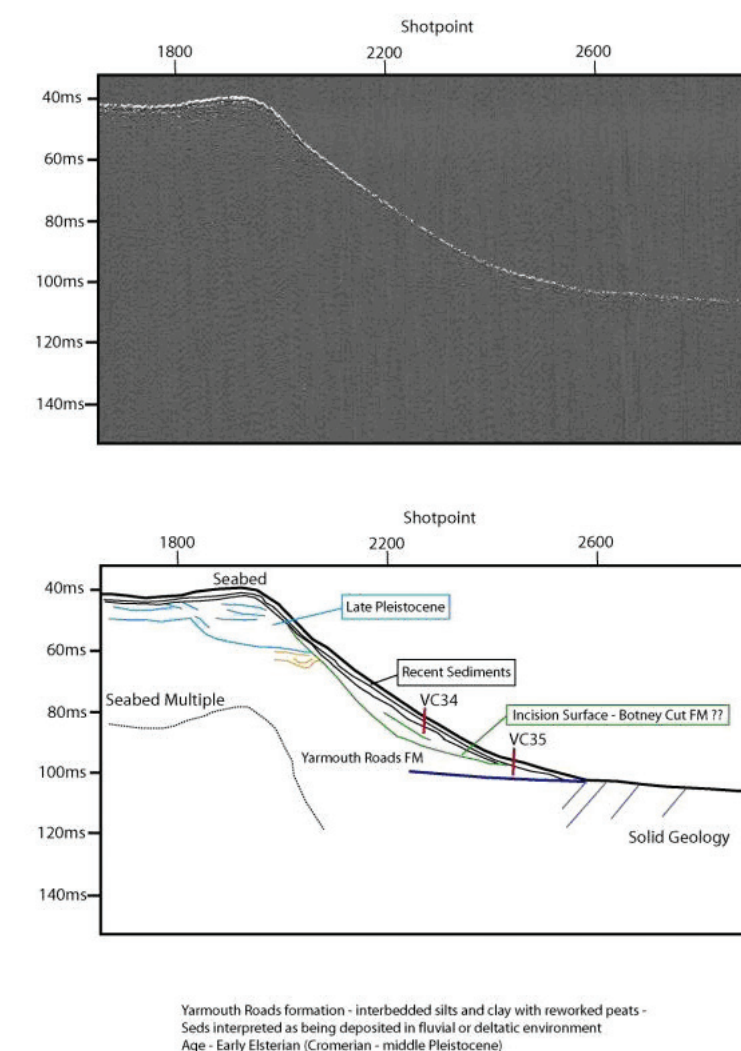 Shotpoint
1800 2200 2600
40ms
60ms
80ms
100ms
120ms
140ms
Shotpoint
1800 2200 2600
40ms
Seabed
Late Pleistocene
60ms
Recent Sediments
Seabed Multiple
VC34
80ms
Incision Surface - Botney Cut FM ??
VC35
Yarmouth Roads FM
100ms
120ms
Solid Geology
140ms
Yarmouth Roads formation - interbedded silts and clay with reworked peats -
Seds interpreted as being deposited in fluvial or deltatic environment
Age - Early Elsterian (Cromerian - middle Pleistocene)